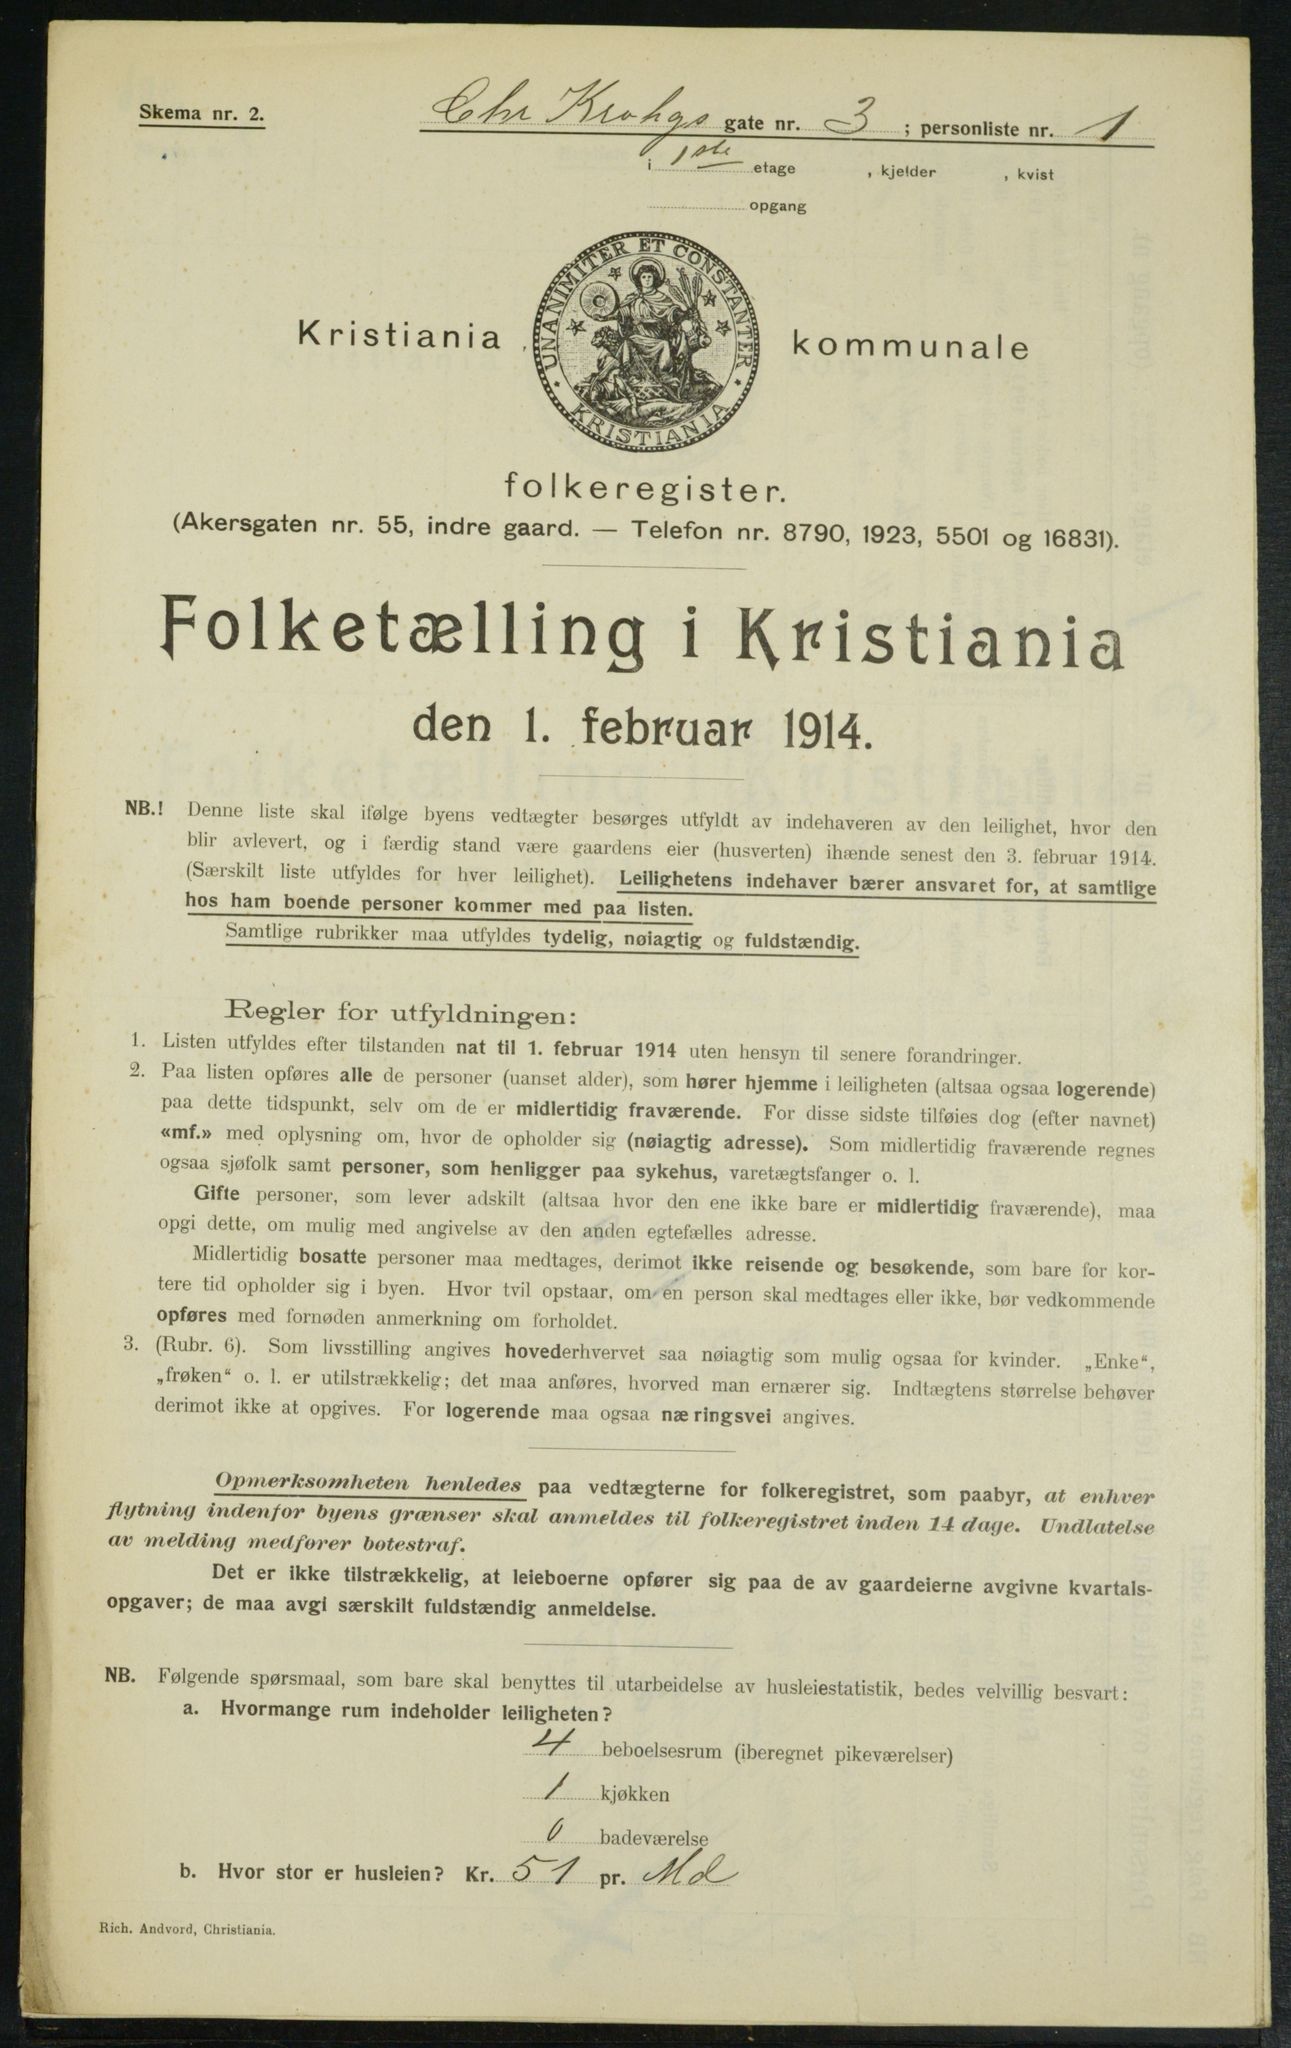 Skema nr. 2.
Chr Krohgs gate nr. 3 ; personliste nr. 1
i 1ste etage , kjelder , kvist
opgang
UNANIMITER ET CONSTANTER
KRISTIANIA
Kristiania kommunale
folkeregister.
(Akersgaten nr. 55, indre gaard. — Telefon nr. 8790, 1923, 5501 og 16831).
Folketælling i Kristiania
den 1. februar 1914.
NB.! Denne liste skal ifølge byens vedtægter besørges utfyldt av indehaveren av den leilighet, hvor den
blir avlevert, og i færdig stand være gaardens eier (husverten) ihænde senest den 3. februar 1914.
(Særskilt liste utfyldes for hver leilighet). Leilighetens indehaver bærer ansvaret for, at samtlige
hos ham boende personer kommer med paa listen.
Samtlige rubrikker maa utfyldes tydelig, nøiagtig og fuldstændig.
Regler for utfyldningen:
1. Listen utfyldes efter tilstanden nat til 1. februar 1914 uten hensyn til senere forandringer.
2. Paa listen opføres alle de personer (uanset alder), som hører hjemme i leiligheten (altsaa ogsaa logerende)
paa dette tidspunkt, selv om de er midlertidig fraværende. For disse sidste tilføies dog (efter navnet)
«mf.» med oplysning om, hvor de opholder sig (nøiagtig adresse). Som midlertidig fraværende regnes
ogsaa sjøfolk samt personer, som henligger paa sykehus, varetægtsfanger o. l.
Gifte personer, som lever adskilt (altsaa hvor den ene ikke bare er midlertidig fraværende), maa
opgi dette, om mulig med angivelse av den anden egtefælles adresse.
Midlertidig bosatte personer maa medtages, derimot ikke reisende og besøkende, som bare for kor-
tere tid opholder sig i byen. Hvor tvil opstaar, om en person skal medtages eller ikke, bør vedkommende
opføres med fornøden anmerkning om forholdet.
3. (Rubr. 6). Som livsstilling angives hovederhvervet saa nøiagtig som mulig ogsaa for kvinder. „Enke“,
„frøken“ o. l. er utilstrækkelig; det maa anføres, hvorved man ernærer sig. Indtægtens størrelse behøver
derimot ikke at opgives. For logerende maa ogsaa næringsvei angives.
Opmerksomheten henledes paa vedtægterne for folkeregistret, som paabyr, at enhver
flytning indenfor byens grænser skal anmeldes til folkeregistret inden 14 dage. Undlatelse
av melding medfører botestraf.
Det er ikke tilstrækkelig, at leieboerne opfører sig paa de av gaardeierne avgivne kvartals-
opgaver; de maa avgi særskilt fuldstændig anmeldelse.
NB. Følgende spørsmaal, som bare skal benyttes til utarbeidelse av husleiestatistik, bedes velvillig besvart:
a. Hvormange rum indeholder leiligheten?
4 beboelsesrum (iberegnet pikeværelser)
1 kjøkken
0 badeværelse
b. Hvor stor er husleien? Kr. 51 pr. Md
Rich. Andvord, Christiania.